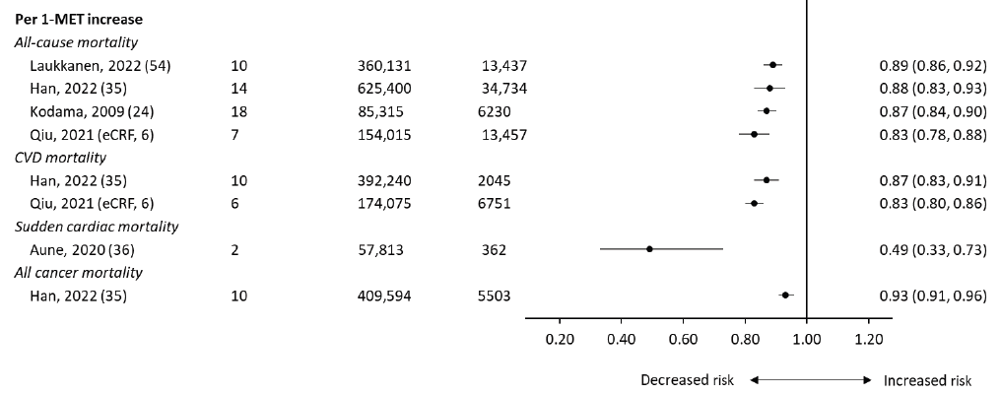 Per 1-MET increase
All-cause mortality
Laukkanen, 2022 (54) 10 360,131 13,437 0.89 (0.86, 0.92)
Han, 2022 (35) 14 625,400 34,734 0.88 (0.83, 0.93)
Kodama, 2009 (24) 18 85,315 6230 0.87 (0.84, 0.90)
Qiu, 2021 (eCRF, 6) 7 154,015 13,457 0.83 (0.78, 0.88)
CVD mortality
Han, 2022 (35) 10 392,240 2045 0.87 (0.83, 0.91)
Qiu, 2021 (eCRF, 6) 6 174,075 6751 0.83 (0.80, 0.86)
Sudden cardiac mortality
Aune, 2020 (36) 2 57,813 362 0.49 (0.33, 0.73)
All cancer mortality
Han, 2022 (35) 10 409,594 5503 0.93 (0.91, 0.96)
0.20 0.40 0.60 0.80 1.00 1.20
Decreased risk Increased risk